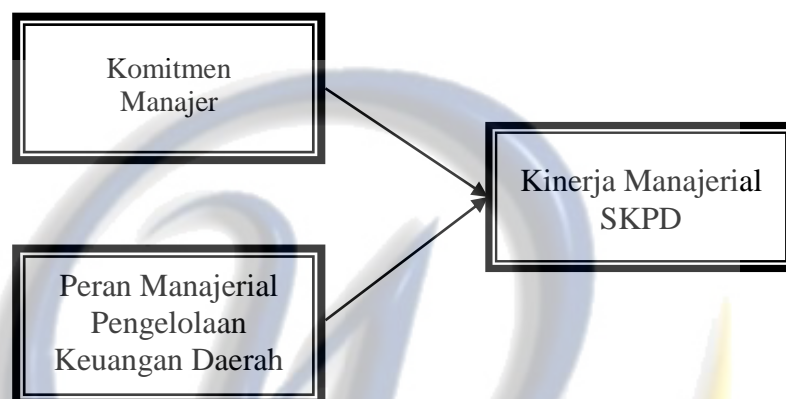 Komitmen
Manajer
Kinerja Manajerial
SKPD
Peran Manajerial
Pengelolaan
Keuangan Daerah